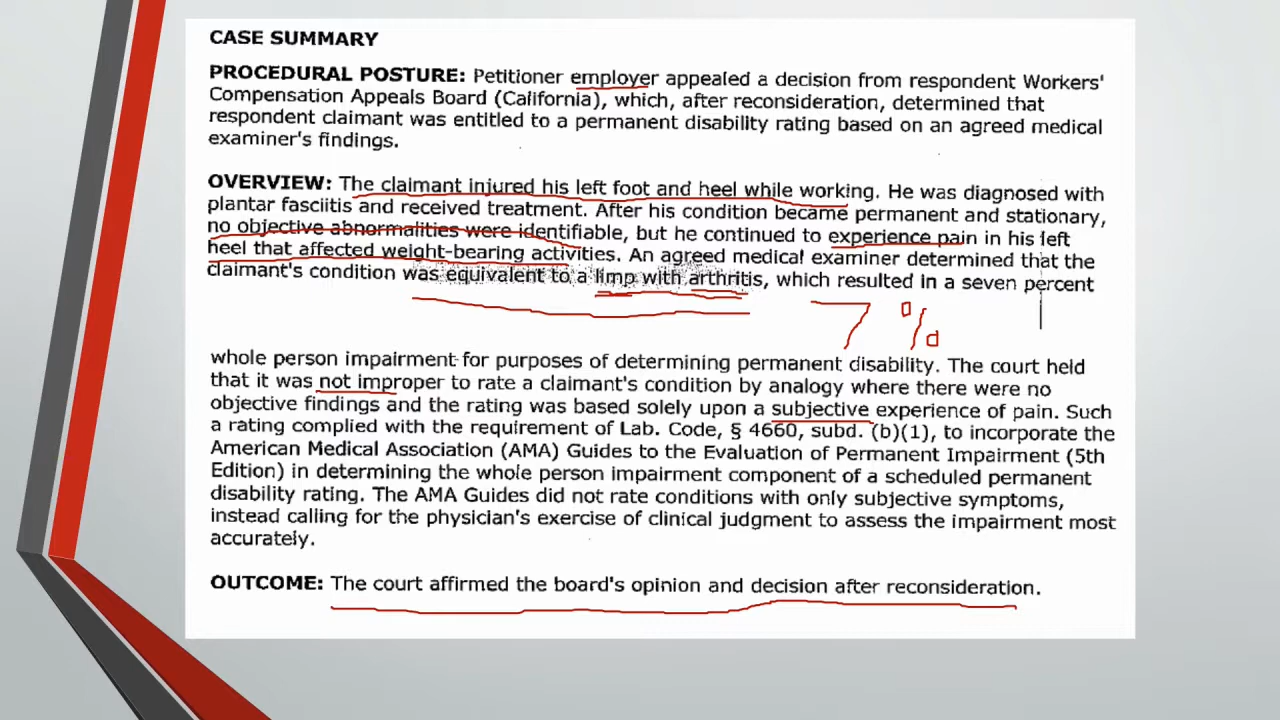 CASE SUMMARY
PROCEDURAL POSTURE: Petitioner employer appealed a decision from respondent Workers'
Compensation Appeals Board (California), which, after reconsideration, determined that
respondent claimant was entitled to a permanent disability rating based on an agreed medical
examiner's findings.
OVERVIEW: The claimant injured his left foot and heel while working. He was diagnosed with
plantar fasciitis and received treatment. After his condition became permanent and stationary,
no objective abnormalities were identifiable, but he continued to experience pain in his left
heel that affected weight-bearing activities. An agreed medical examiner determined that the
claimant's condition was equivalent to a limp with arthritis, which resulted in a seven percent
7 %
whole person impairment for purposes of determining permanent disability. The court held
that it was not improper to rate a claimant's condition by analogy where there were no
objective findings and the rating was based solely upon a subjective experience of pain. Such
a rating complied with the requirement of Lab. Code, § 4660, subd. (b)(1), to incorporate the
American Medical Association (AMA) Guides to the Evaluation of Permanent Impairment (5th
Edition) in determining the whole person impairment component of a scheduled permanent
disability rating. The AMA Guides did not rate conditions with only subjective symptoms,
instead calling for the physician's exercise of clinical judgment to assess the impairment most
accurately.
OUTCOME: The court affirmed the board's opinion and decision after reconsideration.